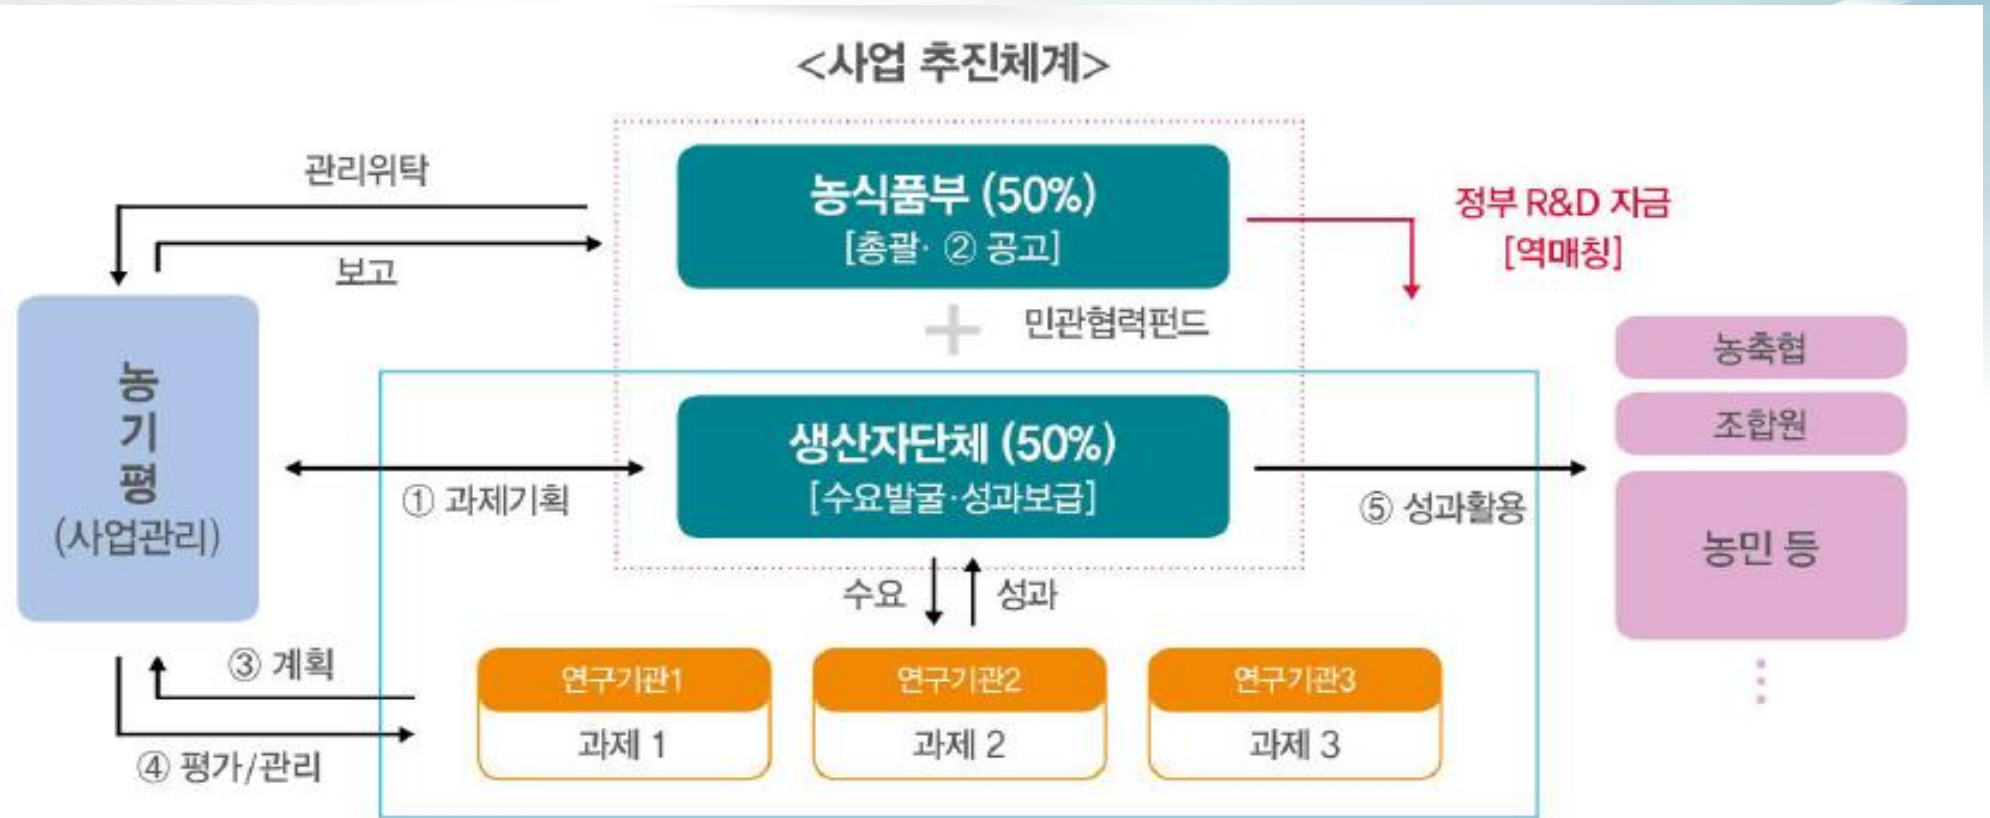 <사업 추진체계>
관리위탁
보고
농식품부 (50%)
[총괄· ② 공고]
정부 R&D 자금
[역매칭]
민관협력펀드
농
기
평
(사업관리)
① 과제기획
생산자단체 (50%)
[수요발굴·성과보급]
⑤ 성과활용
농축협
조합원
농민 등
수요
성과
③ 계획
④ 평가/관리
연구기관1
과제 1
연구기관2
과제 2
연구기관3
과제 3